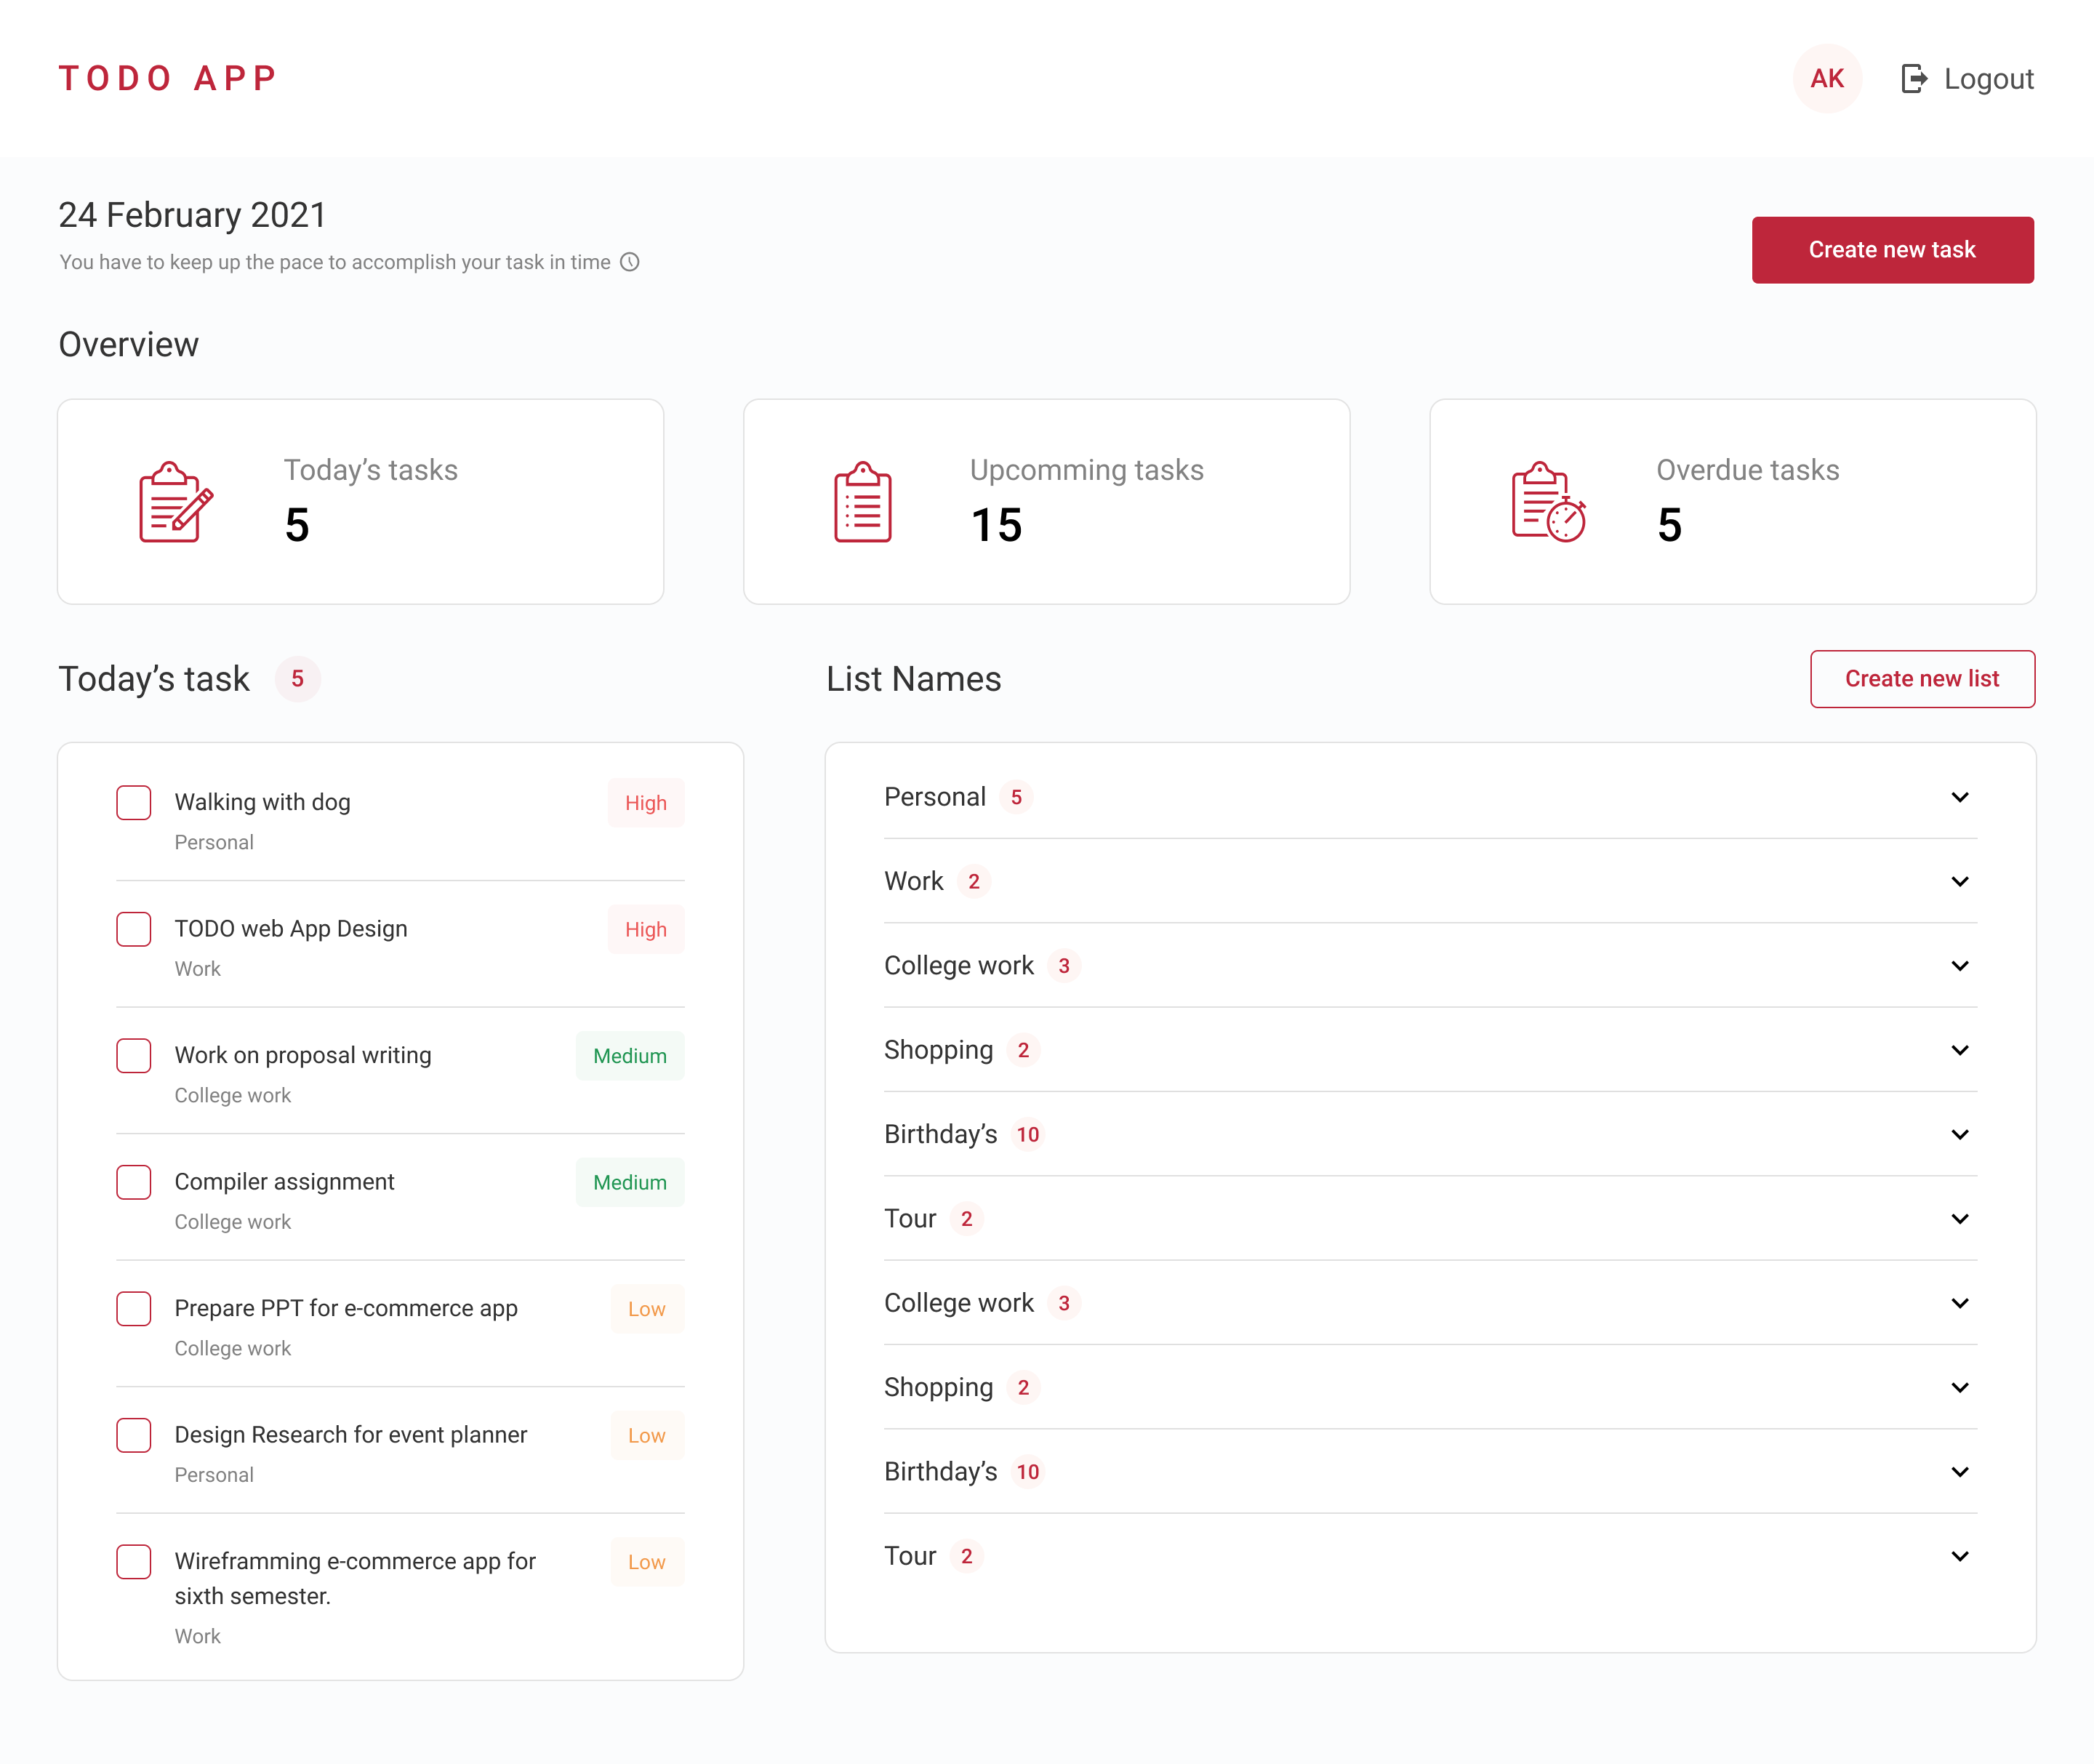 TODO APP
AK
Logout
24 February 2021
You have to keep up the pace to accomplish your task in time
Create new task
Overview
Today’s tasks
5
Upcomming tasks
15
Overdue tasks
5
Today’s task 5
Walking with dog High
Personal
TODO web App Design High
Work
Work on proposal writing Medium
College work
Compiler assignment Medium
College work
Prepare PPT for e-commerce app Low
College work
Design Research for event planner Low
Personal
Wireframming e-commerce app for Low
sixth semester.
Work
List Names
Create new list
Personal 5
Work 2
College work 3
Shopping 2
Birthday’s 10
Tour 2
College work 3
Shopping 2
Birthday’s 10
Tour 2